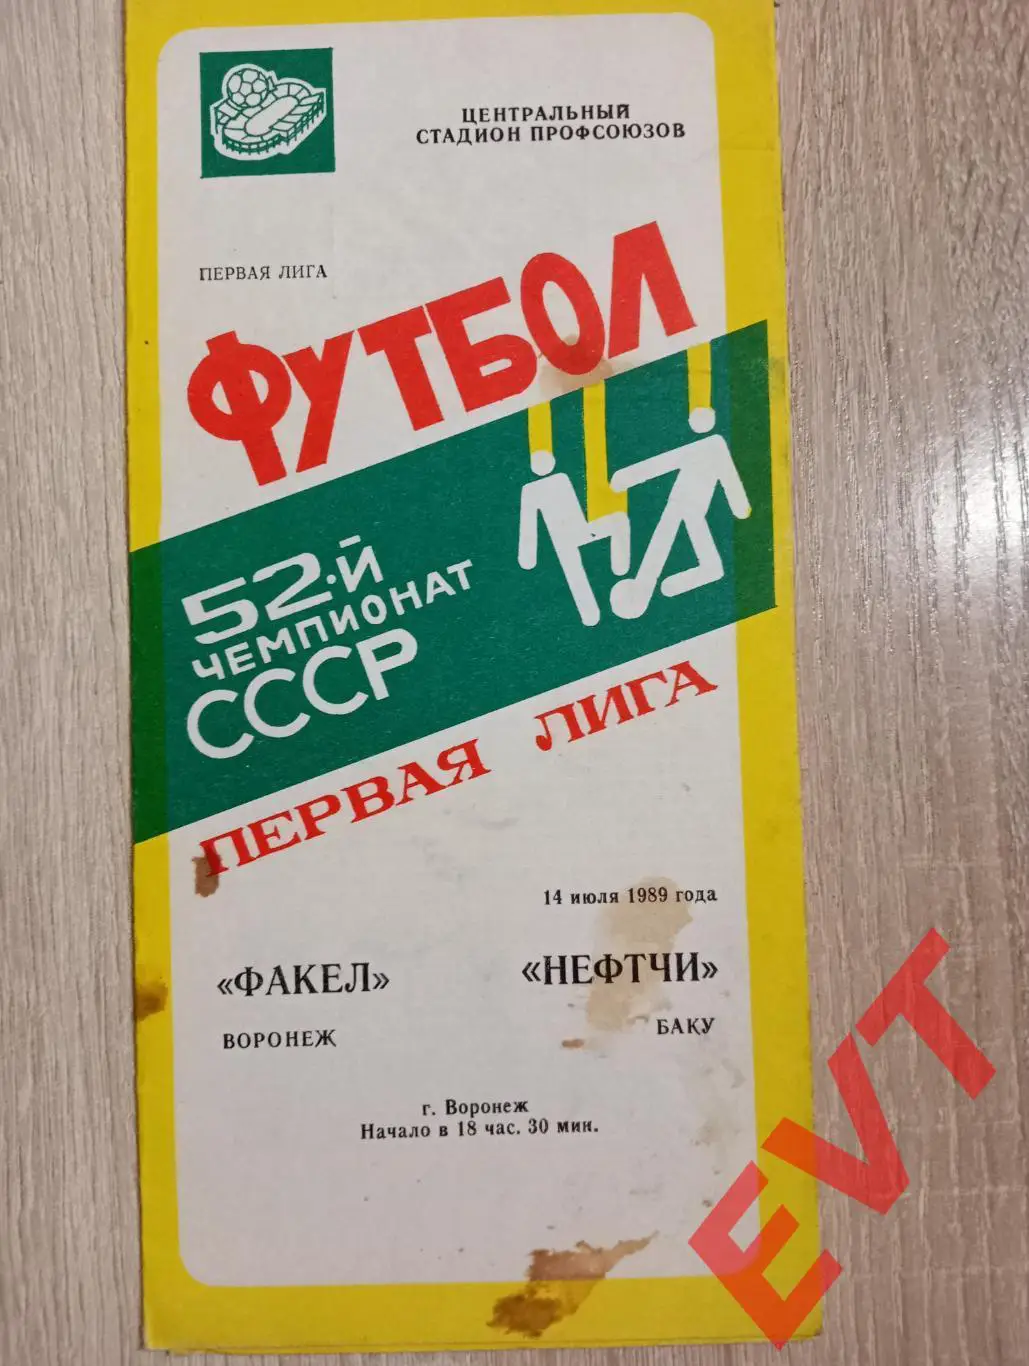 ЦЕНТРАЛЬНЫЙ
СТАДИОН ПРОФСОЮЗОВ
ПЕРВАЯ ЛИГА
ФУТБОЛ
52-Й
ЧЕМПИОНАТ
СССР
ПЕРВАЯ ЛИГА
14 июля 1989 года
«ФАКЕЛ» «НЕФТЧИ»
ВОРОНЕЖ БАКУ
г. Воронеж
Начало в 18 час. 30 мин.
EVT